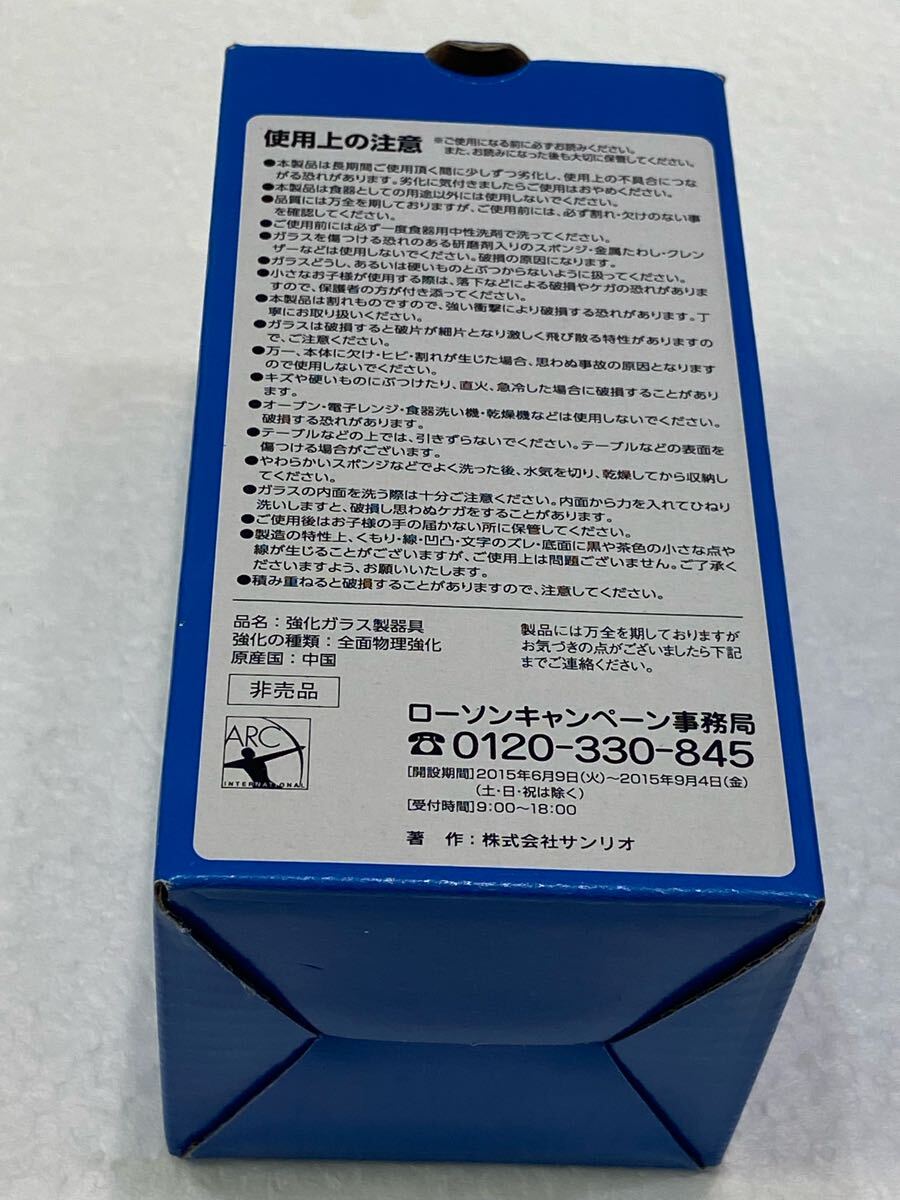 使用上の注意
※ご使用になる前に必ずお読みください。
また、お読みになった後も大切に保管してください。
●本製品は長期間ご使用頂く間に少しずつ劣化し、使用上の不具合につな
がる恐れがあります。劣化に気付きましたらご使用はおやめください。
●本製品は食器としての用途以外には使用しないでください。
●品質には万全を期しておりますが、ご使用前には、必ず割れ・欠けのない事
を確認してください。
●ご使用前には必ず一度食器用中性洗剤で洗ってください。
●ガラスを傷つける恐れのある研磨剤入りのスポンジ・金属たわし・クレン
ザーなどは使用しないでください。破損の原因になります。
●ガラスどうし、あるいは硬いものとぶつからないように扱ってください。
●小さなお子様が使用する際は、落下などによる破損やケガの恐れがありま
すので、保護者の方が付き添ってください。
●本製品は割れものですので、強い衝撃により破損する恐れがあります。丁
寧にお取り扱いください。
●ガラスは破損すると破片が細片となり激しく飛び散る特性がありますの
で、ご注意ください。
●万一、本体に欠け・ヒビ・割れが生じた場合、思わぬ事故の原因となります
ので使用しないでください。
●キズや硬いものにぶつけたり、直火、急冷した場合に破損することがあり
ます。
●オーブン・電子レンジ・食器洗い機・乾燥機などは使用しないでください。
破損する恐れがあります。
●テーブルなどの上では、引きずらないでください。テーブルなどの表面を
傷つける場合がございます。
●やわらかいスポンジなどでよく洗った後、水気を切り、乾燥してから収納し
てください。
●ガラスの内面を洗う際は十分ご注意ください。内面から力を入れてひねり
洗いしますと、破損し思わぬケガをすることがあります。
●ご使用後はお子様の手の届かない所に保管してください。
●製造の特性上、くもり・線・凹凸・文字のズレ・底面に黒や茶色の小さな点や
線が生じることがございますが、ご使用上は問題ございません。ご了承く
ださいますよう、お願いいたします。
●積み重ねると破損することがありますので、注意してください。
品名：強化ガラス製器具
強化の種類：全面物理強化
原産国：中国
製品には万全を期しておりますが
お気づきの点がございましたら下記
までご連絡ください。
非売品
ARC
INTERNATIONAL
ローソンキャンペーン事務局
☎0120-330-845
[開設期間]2015年6月9日(火)〜2015年9月4日(金)
(土・日・祝は除く)
[受付時間]9:00〜18:00
著 作：株式会社サンリオ